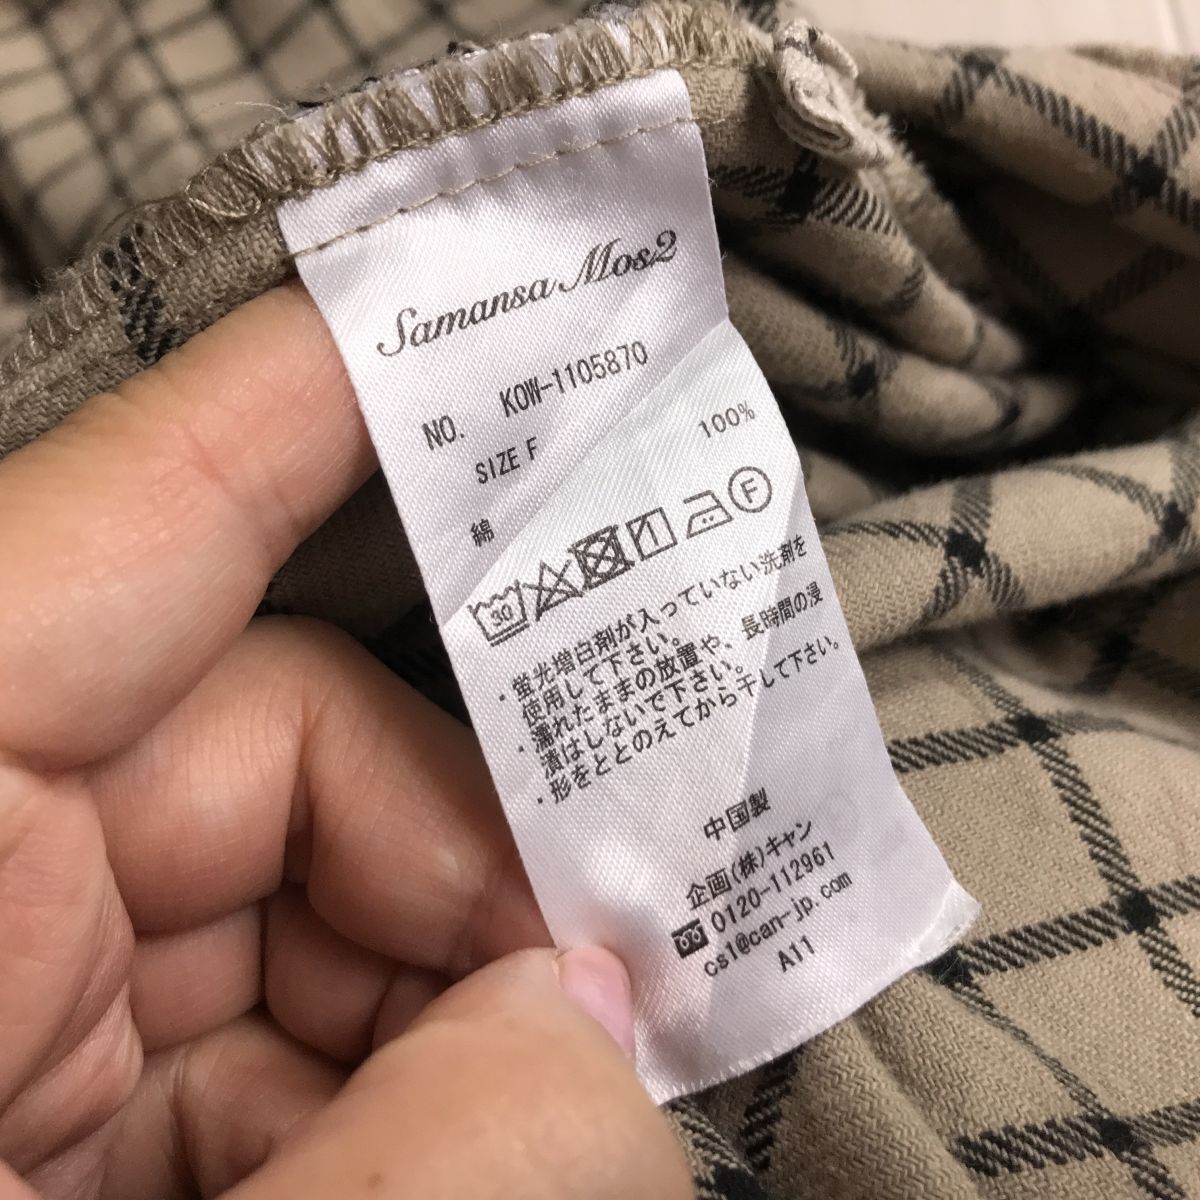 Samansa Mos2
NO. KOW-1105870
SIZE F
綿 100%
30 F
・蛍光増白剤が入っていない洗剤を
使用して下さい。
・濡れたままの放置や、長時間の浸
漬はしないで下さい。
・形をととのえてから干して下さい。
中国製
企画(株)キャン
0120-112961
cs1@can-jp.com
A11